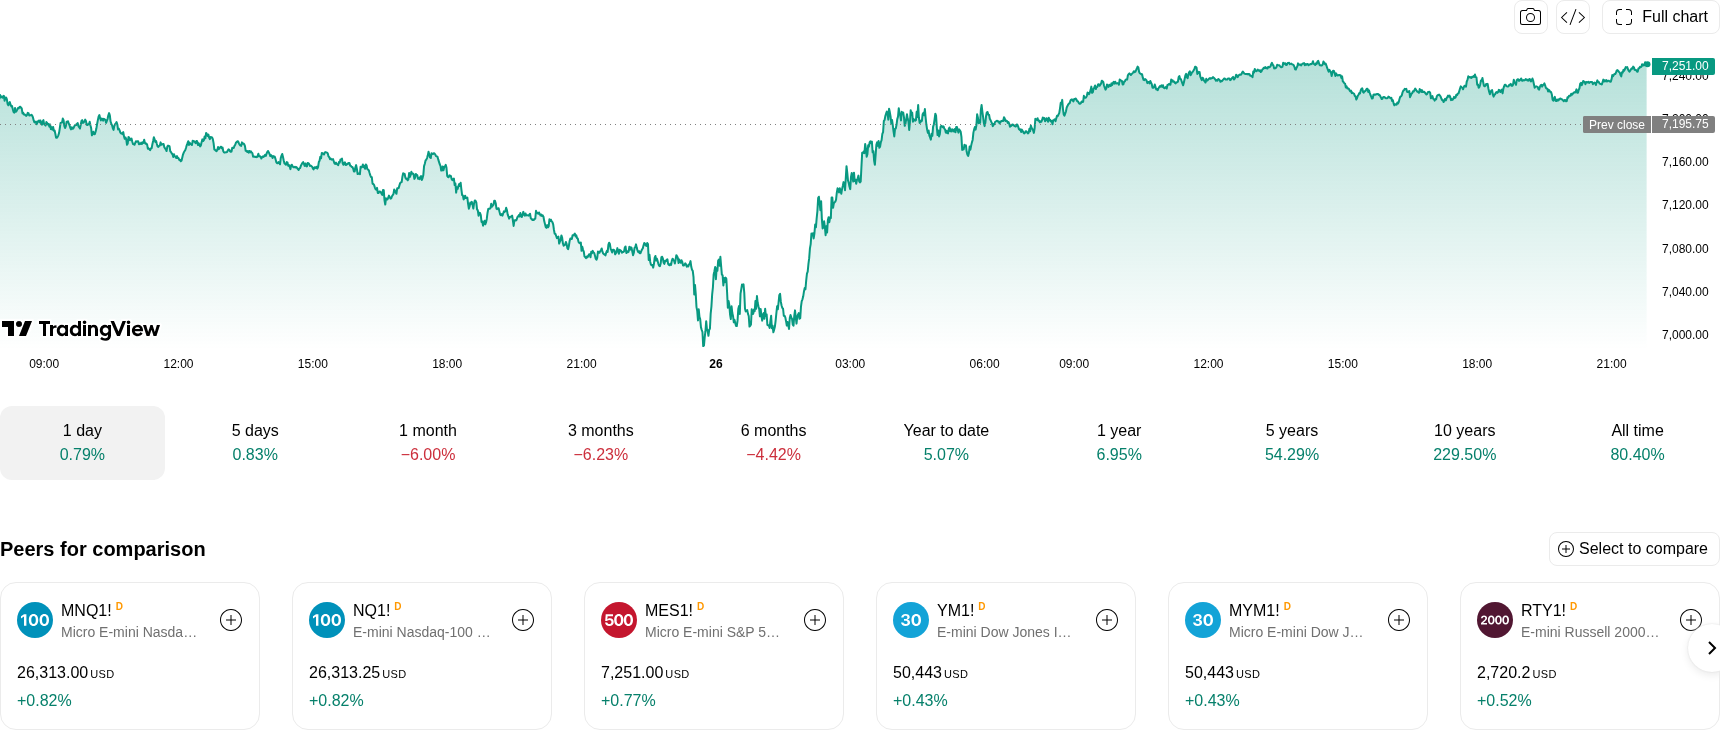 Full chart
7,251.00
7,240.00
Prev close 7,195.75
7,160.00
7,120.00
7,080.00
7,040.00
7,000.00
TradingView
09:00 12:00 15:00 18:00 21:00 26 03:00 06:00 09:00 12:00 15:00 18:00 21:00
1 day 5 days 1 month 3 months 6 months Year to date 1 year 5 years 10 years All time
0.79% 0.83% −6.00% −6.23% −4.42% 5.07% 6.95% 54.29% 229.50% 80.40%
Peers for comparison
Select to compare
100 MNQ1! D
Micro E-mini Nasda…
26,313.00 USD
+0.82%
100 NQ1! D
E-mini Nasdaq-100 …
26,313.25 USD
+0.82%
500 MES1! D
Micro E-mini S&P 5…
7,251.00 USD
+0.77%
30 YM1! D
E-mini Dow Jones I…
50,443 USD
+0.43%
30 MYM1! D
Micro E-mini Dow J…
50,443 USD
+0.43%
2000 RTY1! D
E-mini Russell 2000…
2,720.2 USD
+0.52%